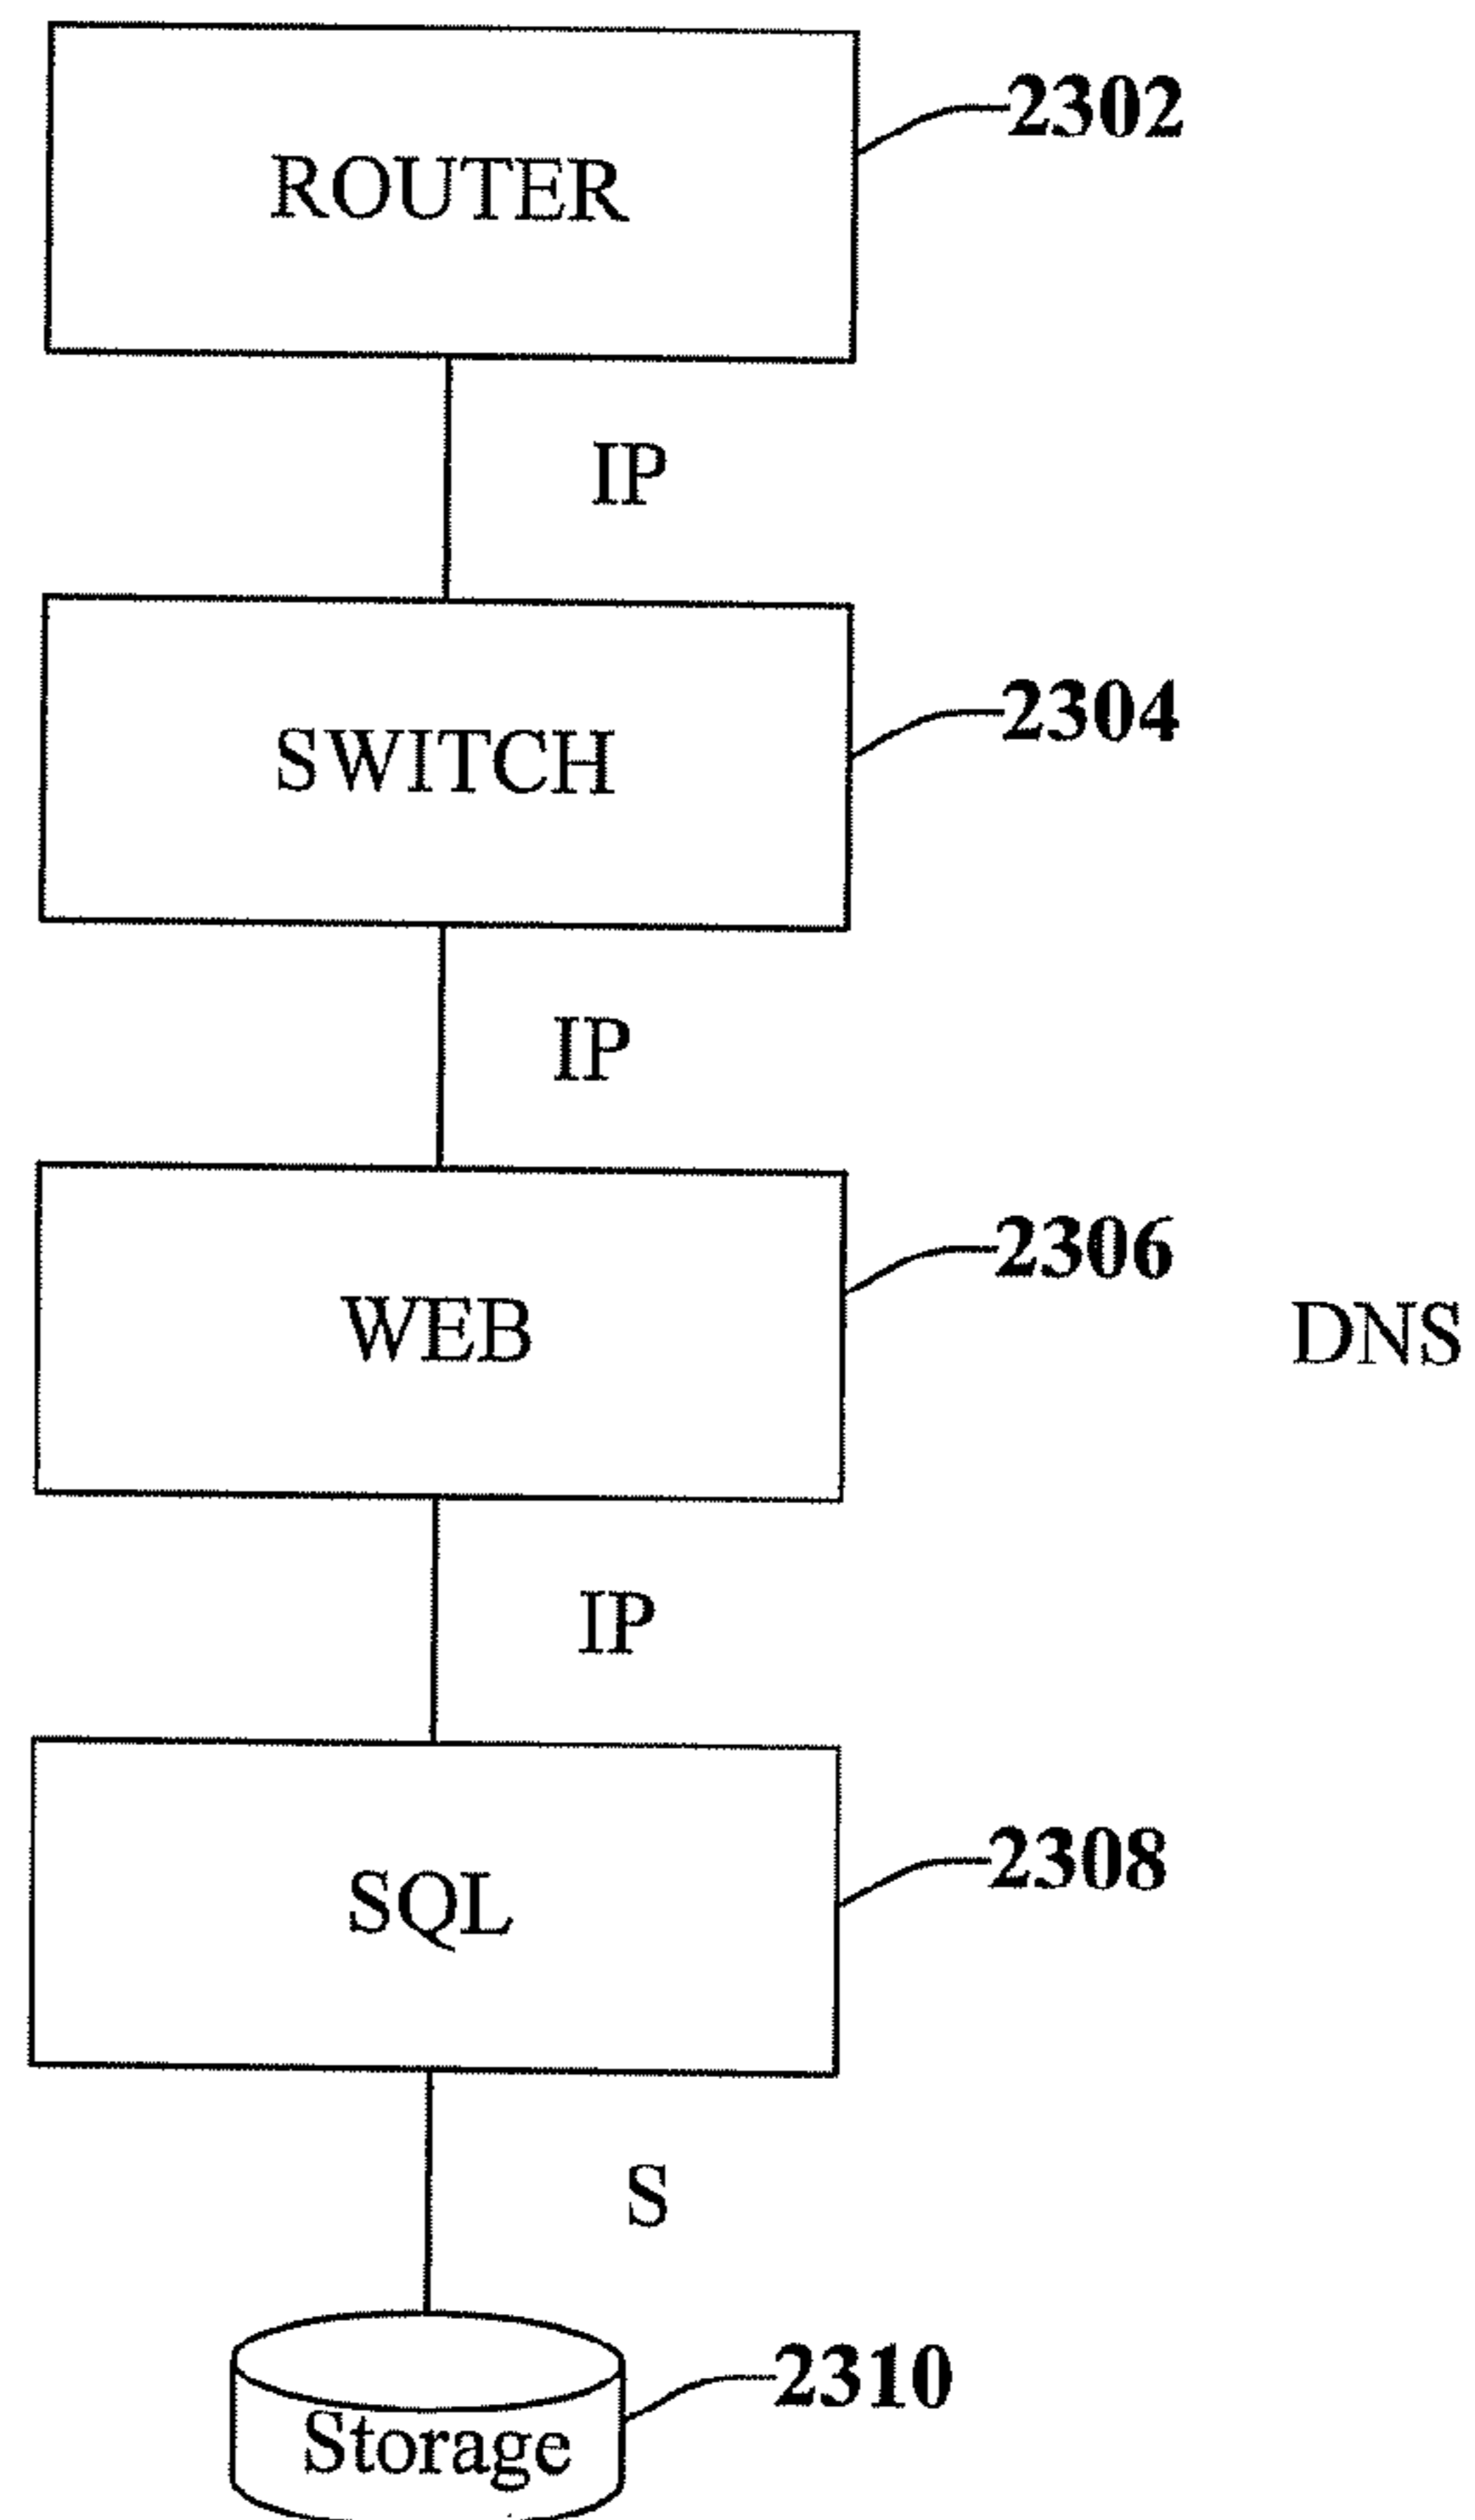 2302
ROUTER
IP
2304
SWITCH
IP
2306
WEB
DNS
IP
2308
SQL
S
2310
Storage